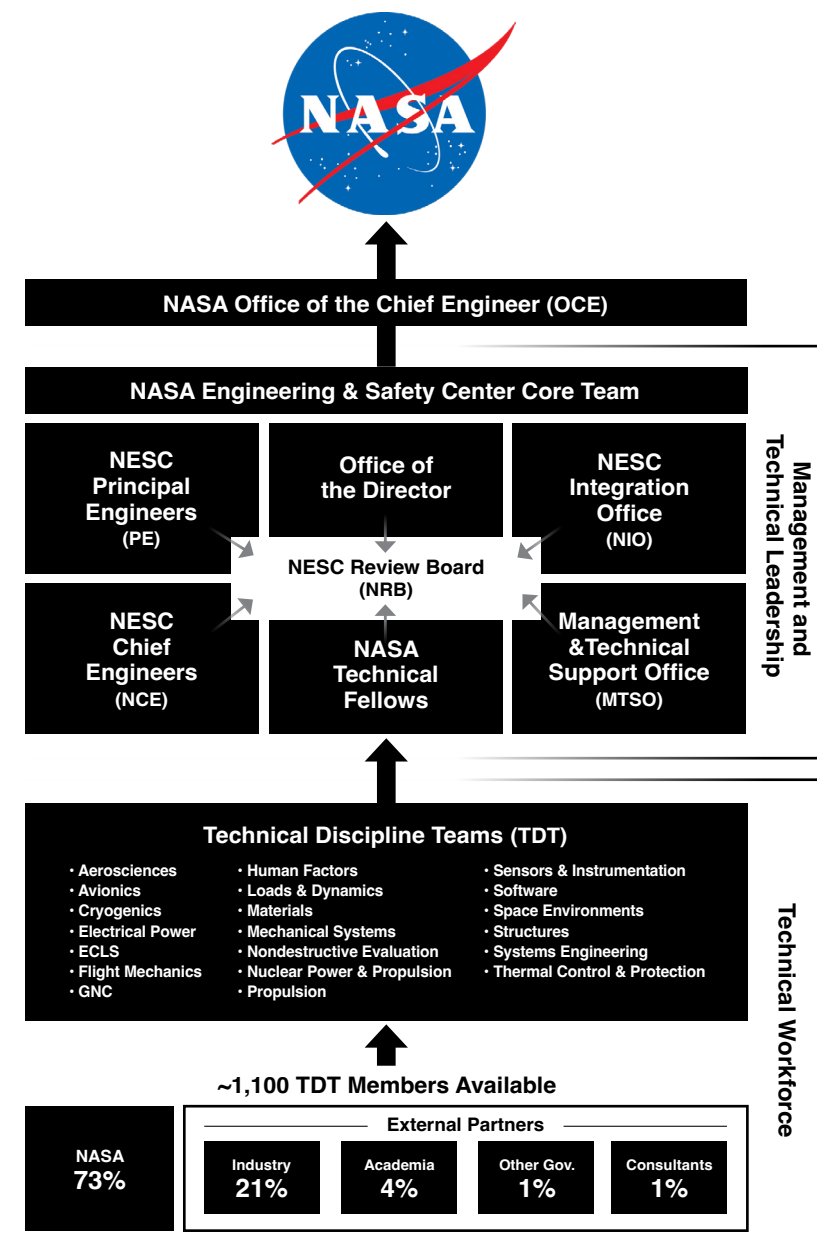 NASA
NASA Office of the Chief Engineer (OCE)
NASA Engineering & Safety Center Core Team
NESC
Principal
Engineers
(PE)
Office of
the Director
NESC
Integration
Office
(NIO)
NESC Review Board
(NRB)
NESC
Chief
Engineers
(NCE)
NASA
Technical
Fellows
Management
&Technical
Support Office
(MTSO)
Management and
Technical Leadership
Technical Discipline Teams (TDT)
• Aerosciences
• Avionics
• Cryogenics
• Electrical Power
• ECLS
• Flight Mechanics
• GNC
• Human Factors
• Loads & Dynamics
• Materials
• Mechanical Systems
• Nondestructive Evaluation
• Nuclear Power & Propulsion
• Propulsion
• Sensors & Instrumentation
• Software
• Space Environments
• Structures
• Systems Engineering
• Thermal Control & Protection
Technical Workforce
~1,100 TDT Members Available
NASA
73%
External Partners
Industry
21%
Academia
4%
Other Gov.
1%
Consultants
1%